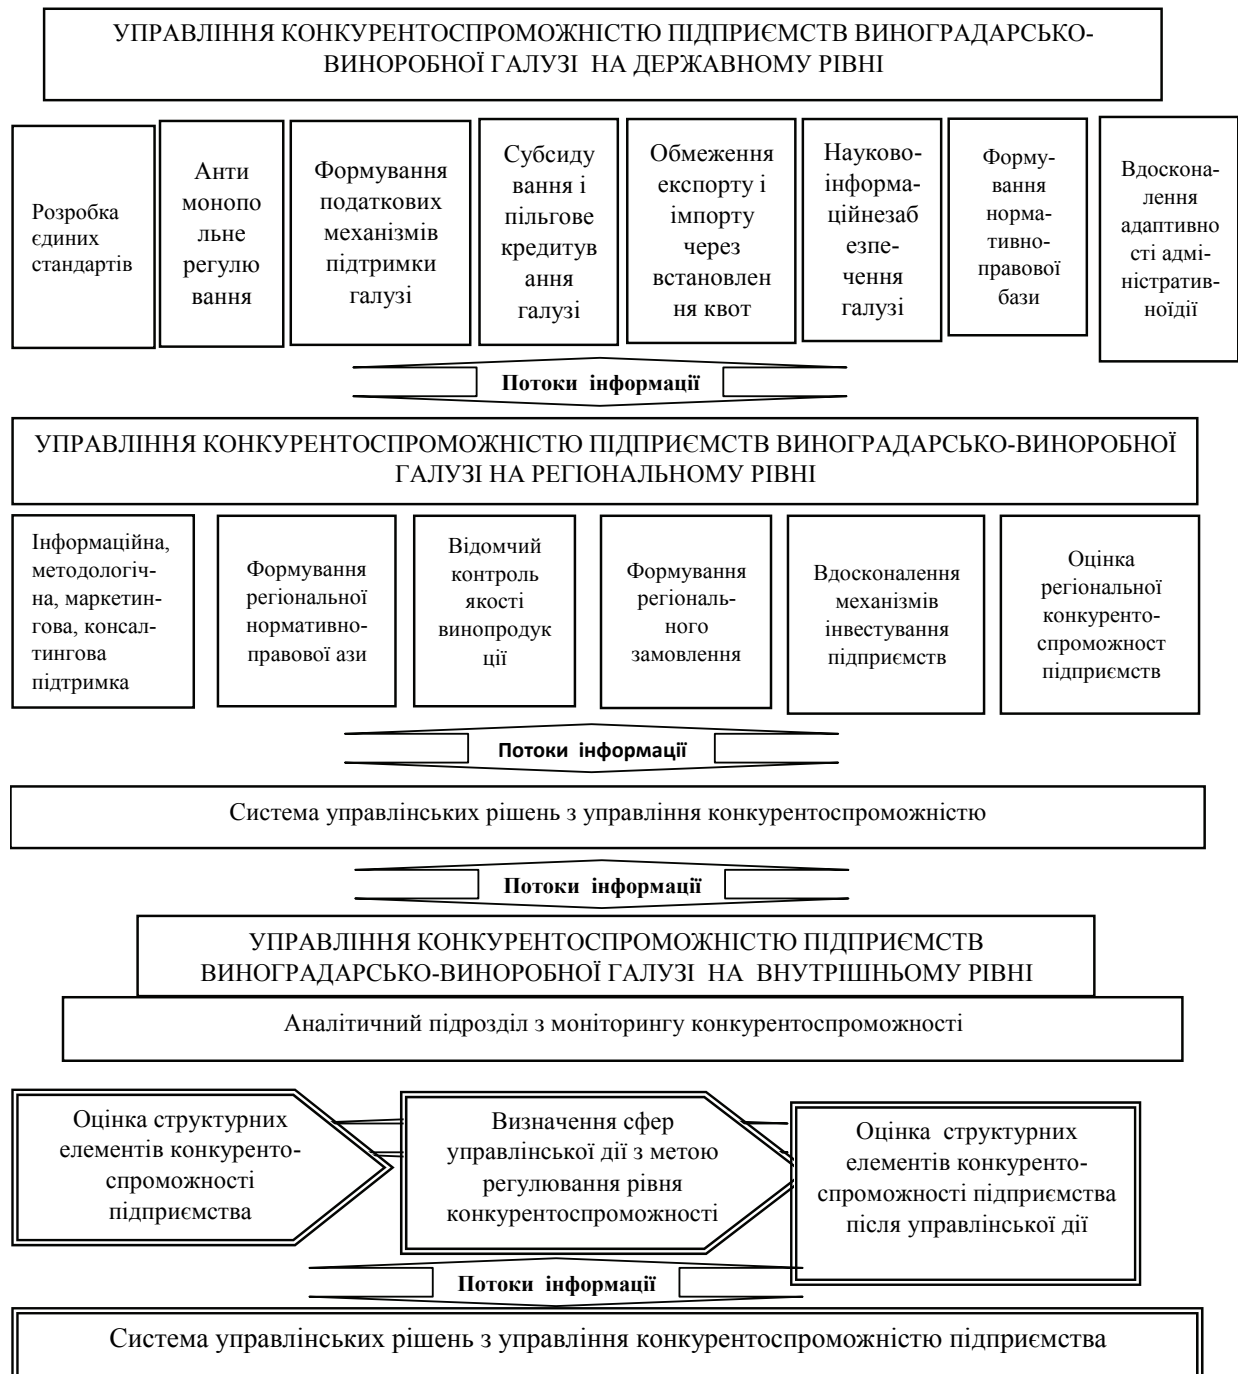 УПРАВЛІННЯ КОНКУРЕНТОСПРОМОЖНІСТЮ ПІДПРИЄМСТВ ВИНОГРАДАРСЬКО-
ВИНОРОБНОЇ ГАЛУЗІ НА ДЕРЖАВНОМУ РІВНІ
Розробка
єдиних
стандартів
Анти
монопо
льне
регулю
вання
Формування
податкових
механізмів
підтримки
галузі
Субсиду
вання і
пільгове
кредитув
ання
галузі
Обмеження
експорту і
імпорту
через
встановлен
ня квот
Науково-
інформа-
ційнезаб
езпе-
чення
галузі
Форму-
вання
норма-
тивно-
правової
бази
Вдоскона-
лення
адаптивно
сті адмі-
ністратив-
ноїдії
Потоки інформації
УПРАВЛІННЯ КОНКУРЕНТОСПРОМОЖНІСТЮ ПІДПРИЄМСТВ ВИНОГРАДАРСЬКО-ВИНОРОБНОЇ
ГАЛУЗІ НА РЕГІОНАЛЬНОМУ РІВНІ
Інформаційна,
методологіч-
на, маркетин-
гова, консал-
тингова
підтримка
Формування
регіональної
нормативно-
правової ази
Відомчий
контроль
якості
винопродук
ції
Формування
регіональ-
ного
замовлення
Вдосконалення
механізмів
інвестування
підприємств
Оцінка
регіональної
конкуренто-
спроможност
підприємств
Потоки інформації
Система управлінських рішень з управління конкурентоспроможністю
Потоки інформації
УПРАВЛІННЯ КОНКУРЕНТОСПРОМОЖНІСТЮ ПІДПРИЄМСТВ
ВИНОГРАДАРСЬКО-ВИНОРОБНОЇ ГАЛУЗІ НА ВНУТРІШНЬОМУ РІВНІ
Аналітичний підрозділ з моніторингу конкурентоспроможності
Оцінка структурних
елементів конкуренто-
спроможності
підприємства
Визначення сфер
управлінської дії з метою
регулювання рівня
конкурентоспроможності
Оцінка структурних
елементів конкуренто-
спроможності підприємства
після управлінської дії
Потоки інформації
Система управлінських рішень з управління конкурентоспроможністю підприємства